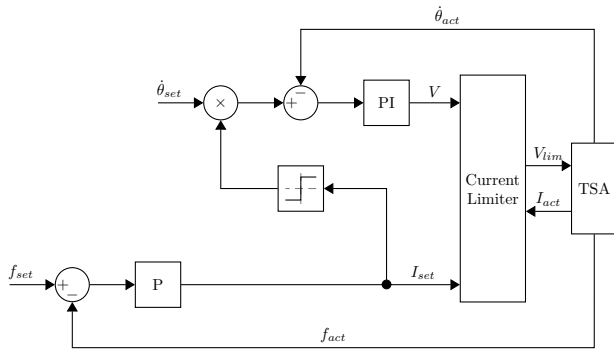 θ̇_act
θ̇_set
×
+
−
PI
V
Current
Limiter
V_lim
I_act
TSA
f_set
+
−
P
I_set
f_act